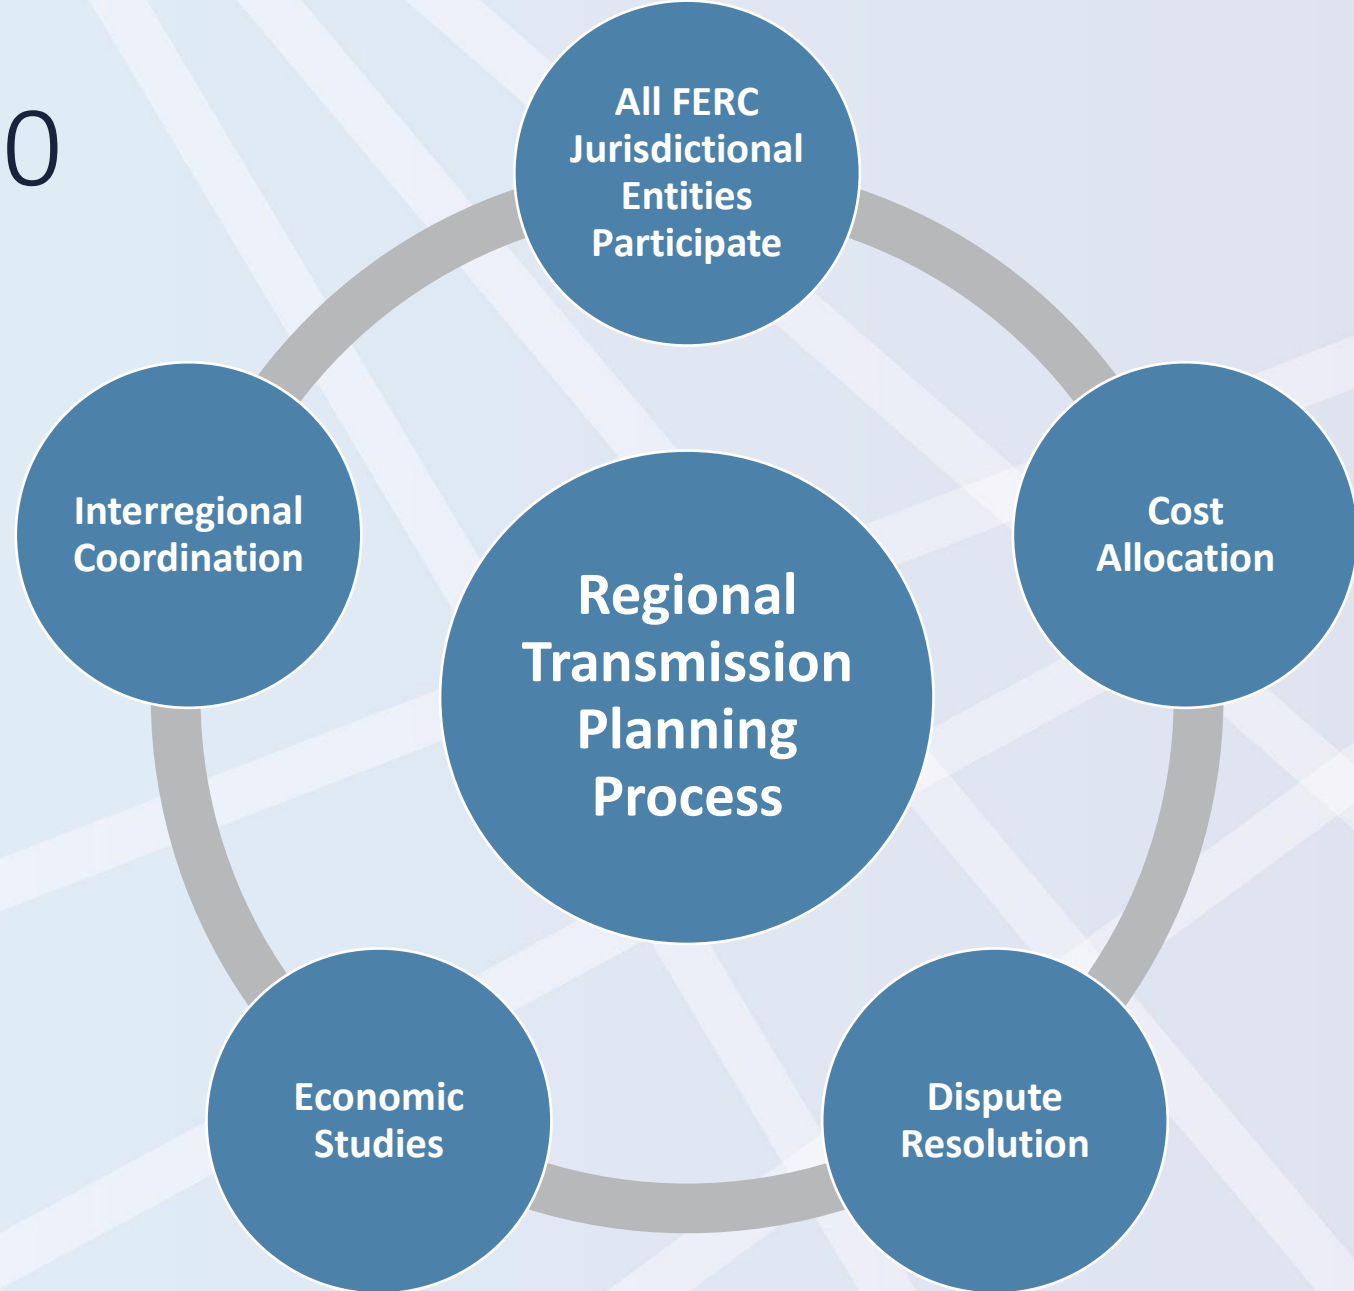 0
All FERC
Jurisdictional
Entities
Participate
Interregional
Coordination
Cost
Allocation
Regional
Transmission
Planning
Process
Economic
Studies
Dispute
Resolution